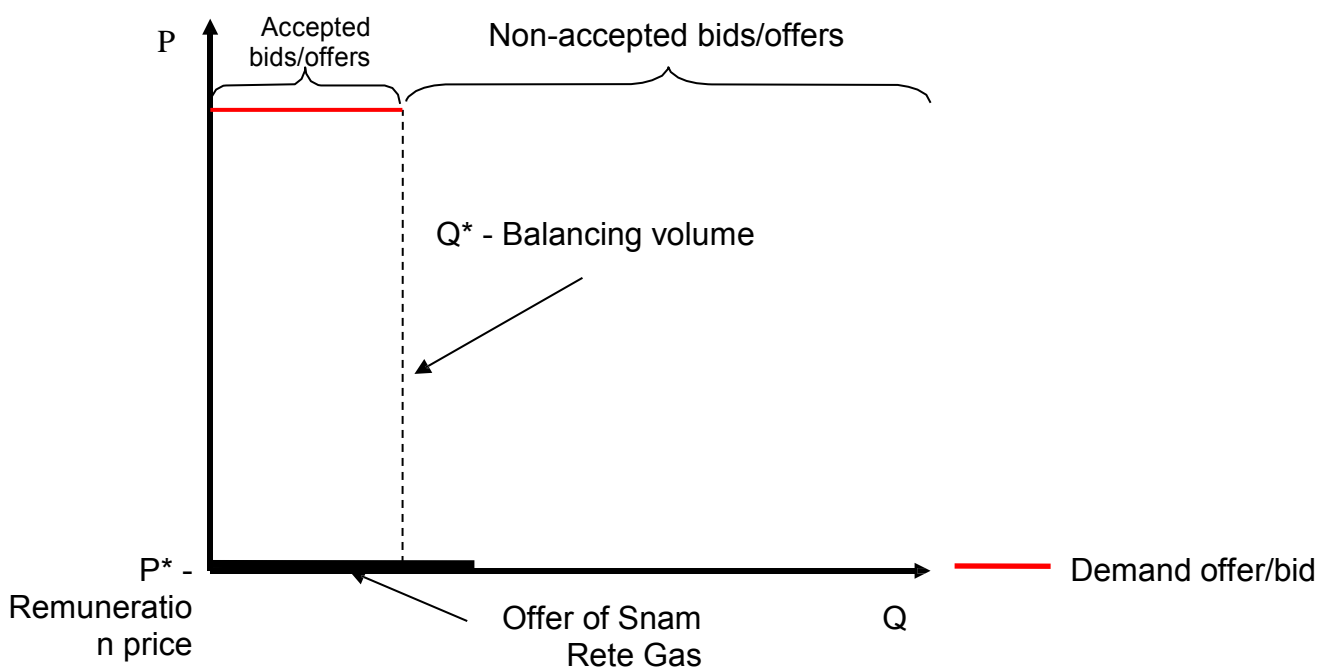 P
Accepted
bids/offers
Non-accepted bids/offers
Q* - Balancing volume
P* -
Remuneratio
n price
Offer of Snam
Rete Gas
Q
Demand offer/bid